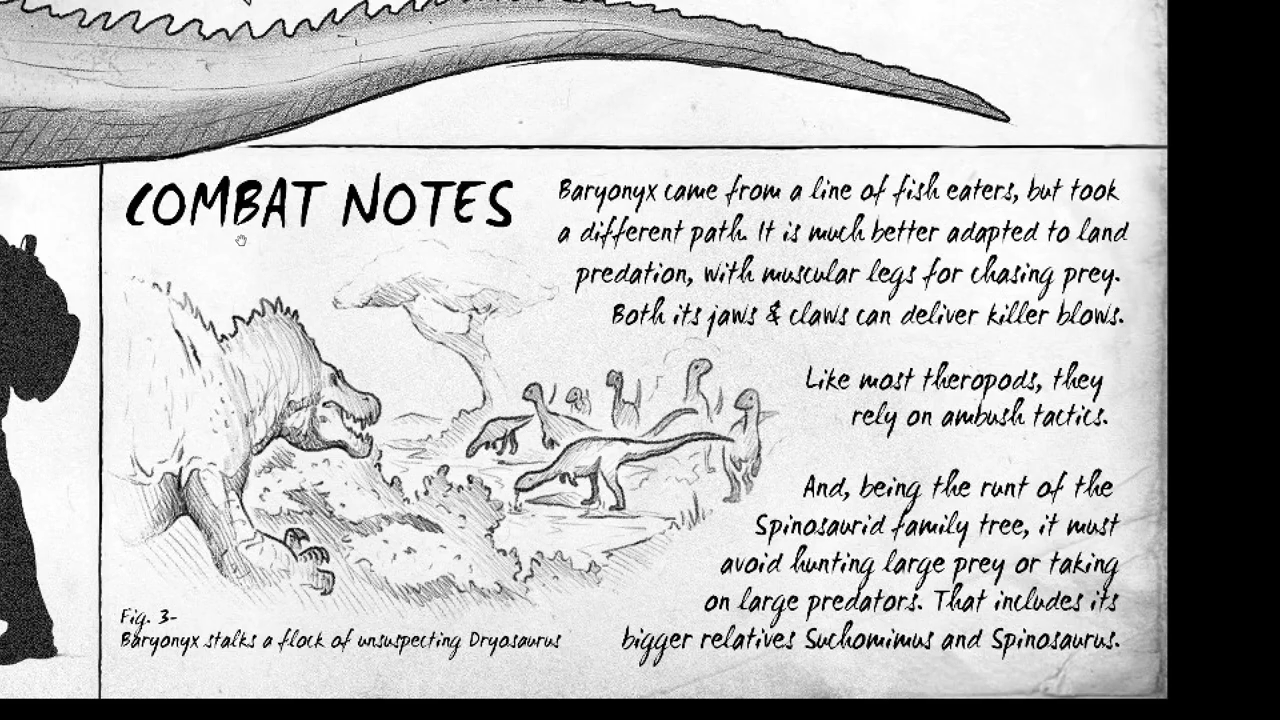 COMBAT NOTES
Baryonyx came from a line of fish eaters, but took
a different path. It is much better adapted to land
predation, with muscular legs for chasing prey.
Both its jaws & claws can deliver killer blows.
Like most theropods, they
rely on ambush tactics.
And, being the runt of the
Spinosaurid family tree, it must
avoid hunting large prey or taking
on large predators. That includes its
bigger relatives Suchomimus and Spinosaurus.
Fig. 3-
Baryonyx stalks a flock of unsuspecting Dryosaurus